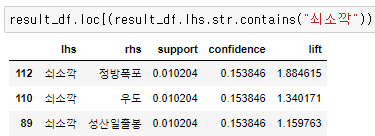 result_df.loc[(result_df.lhs.str.contains("쇠소깍"))
lhs rhs support confidence lift
112 쇠소깍 정방폭포 0.010204 0.153846 1.884615
110 쇠소깍 우도 0.010204 0.153846 1.340171
89 쇠소깍 성산일출봉 0.010204 0.153846 1.159763